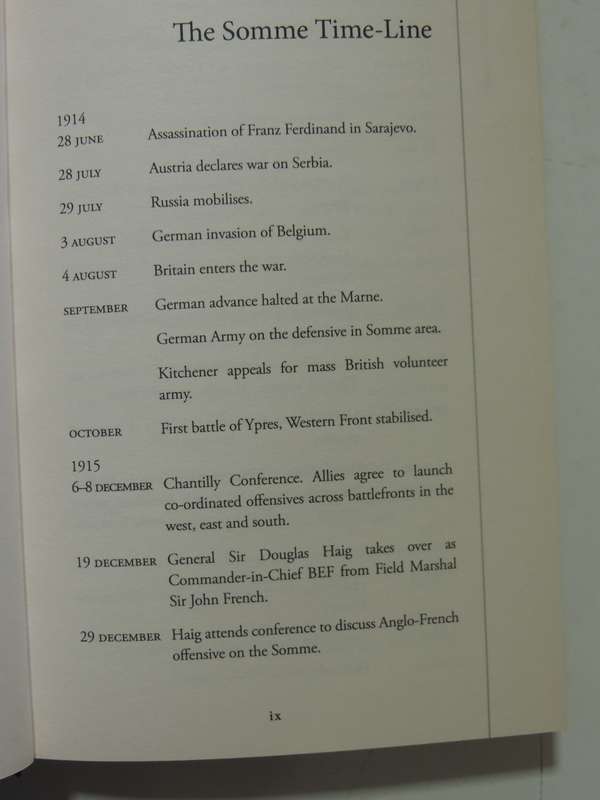 The Somme Time-Line
1914
28 JUNE Assassination of Franz Ferdinand in Sarajevo.
28 JULY Austria declares war on Serbia.
29 JULY Russia mobilises.
3 AUGUST German invasion of Belgium.
4 AUGUST Britain enters the war.
SEPTEMBER German advance halted at the Marne.
German Army on the defensive in Somme area.
Kitchener appeals for mass British volunteer
army.
OCTOBER First battle of Ypres, Western Front stabilised.
1915
6–8 DECEMBER Chantilly Conference. Allies agree to launch
co-ordinated offensives across battlefronts in the
west, east and south.
19 DECEMBER General Sir Douglas Haig takes over as
Commander-in-Chief BEF from Field Marshal
Sir John French.
29 DECEMBER Haig attends conference to discuss Anglo-French
offensive on the Somme.
ix